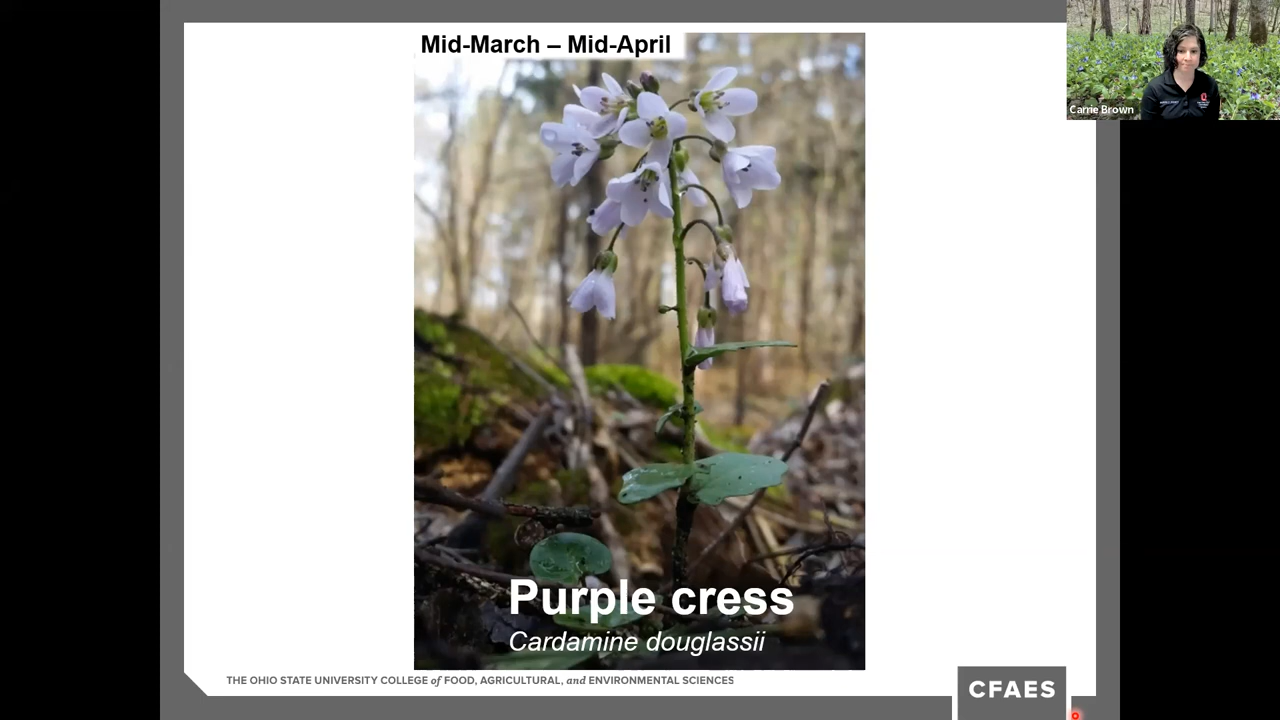 Mid-March – Mid-April
Carrie Brown
Purple cress
Cardamine douglassii
THE OHIO STATE UNIVERSITY COLLEGE of FOOD, AGRICULTURAL, and ENVIRONMENTAL SCIENCES
CFAES